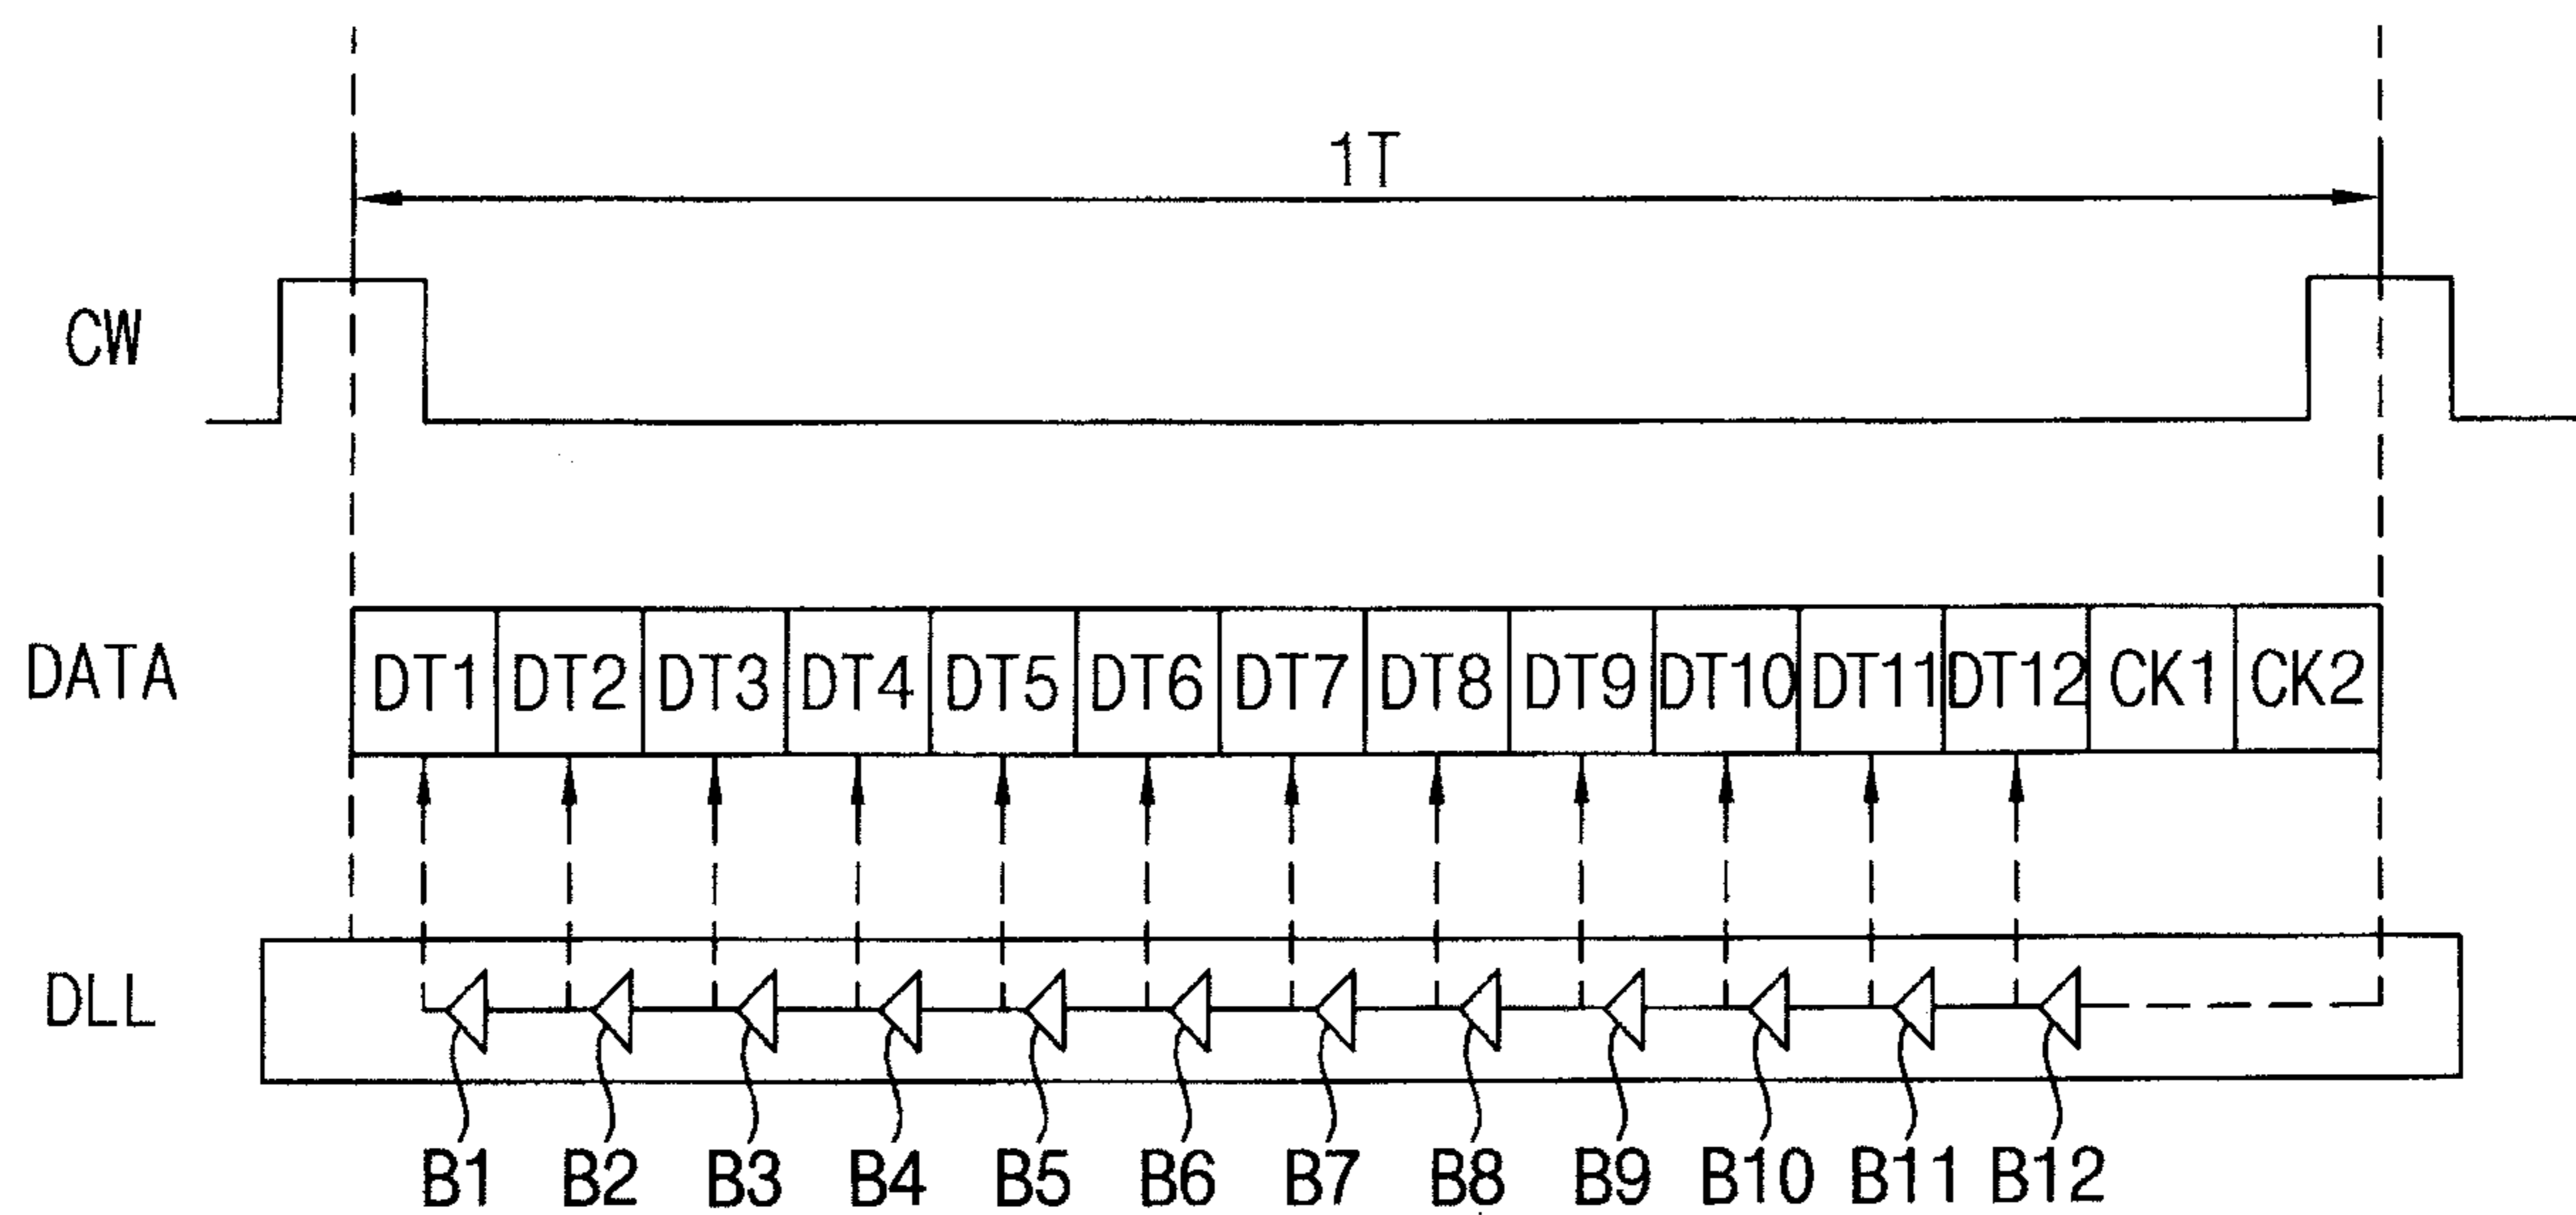 1T
CW
DATA DT1 DT2 DT3 DT4 DT5 DT6 DT7 DT8 DT9 DT10 DT11 DT12 CK1 CK2
DLL
B1 B2 B3 B4 B5 B6 B7 B8 B9 B10 B11 B12